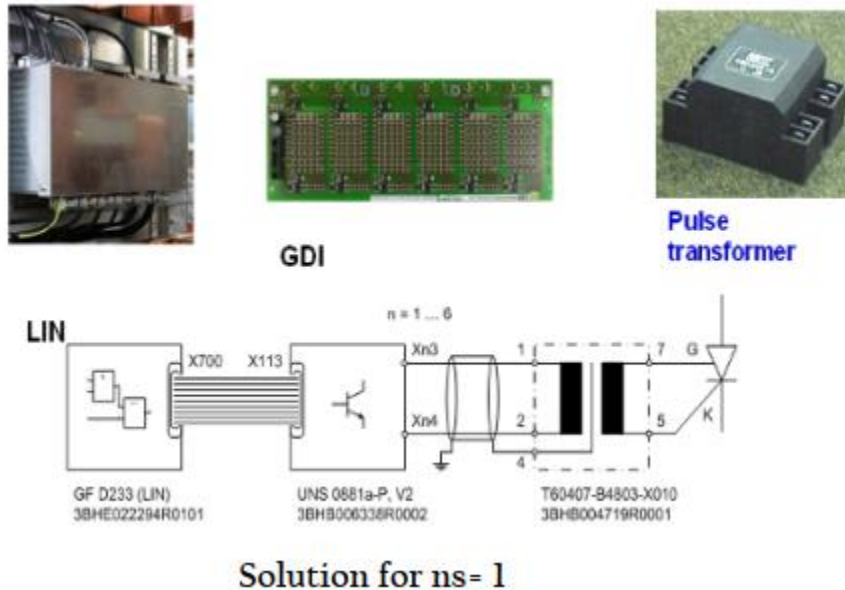 GDI
Pulse
transformer
n = 1 ... 6
LIN
X700 X113 Xn3 1 7 G
Xn4 2 5 K
4
GF D233 (LIN)
3BHE022294R0101
UNS 0881a-P, V2
3BHB006338R0002
T60407-B4803-X010
3BHB004719R0001
Solution for ns= 1